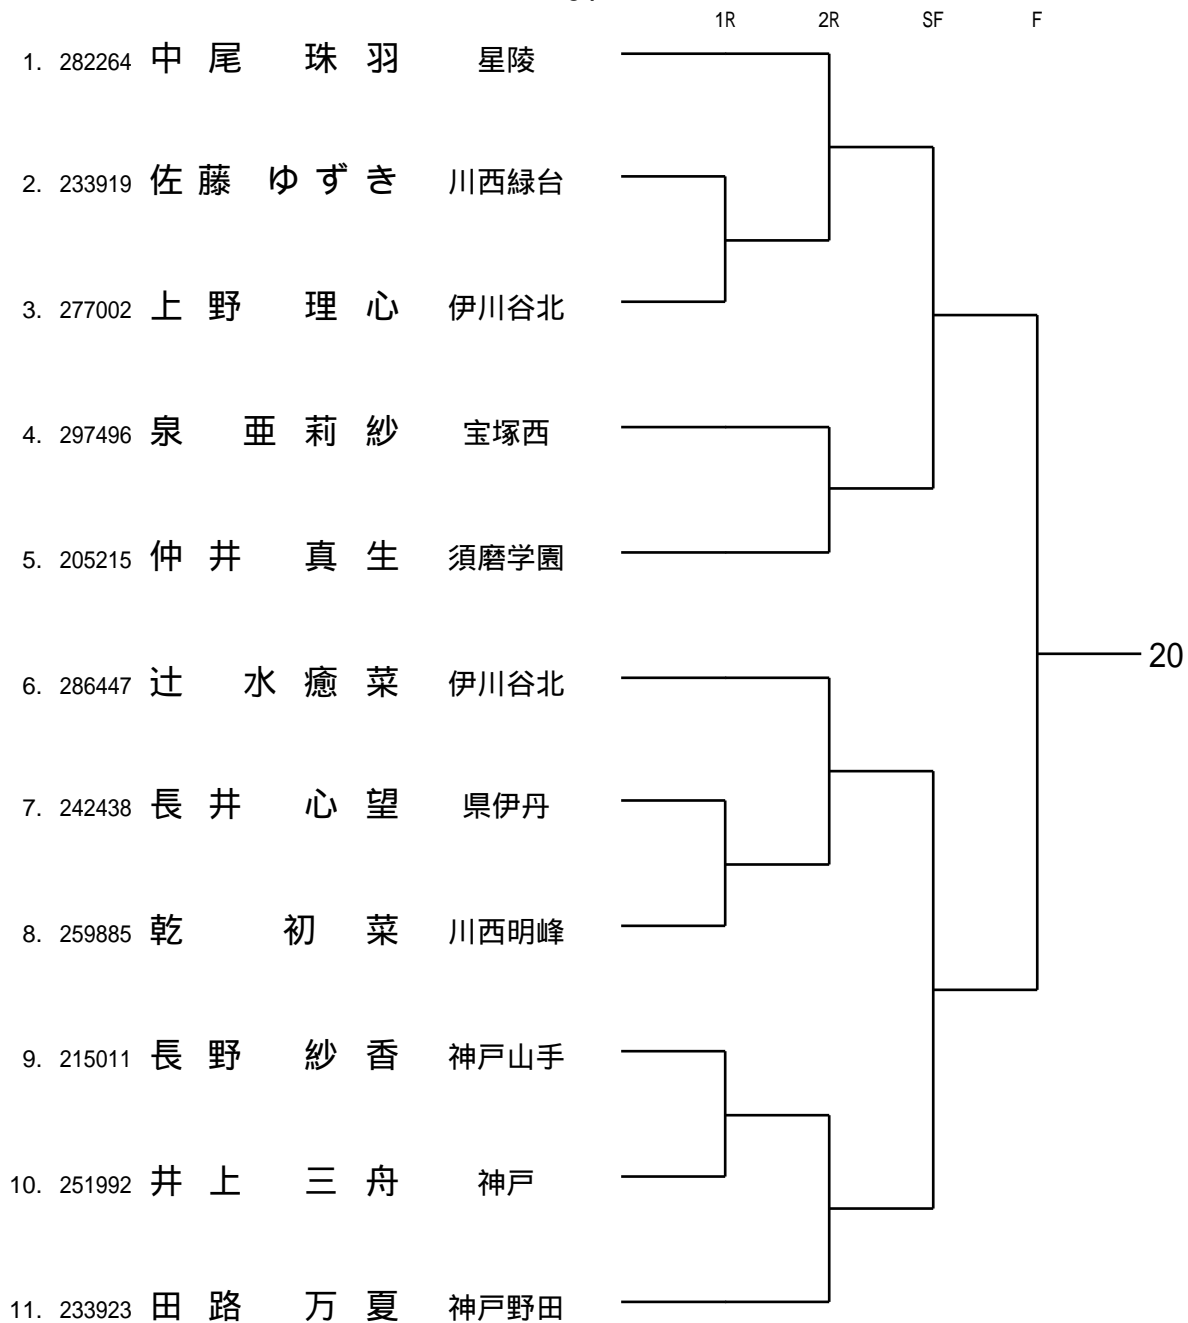 1R 2R SF F
1. 282264 中尾 珠羽 星陵
2. 233919 佐藤 ゆずき 川西緑台
3. 277002 上野 理心 伊川谷北
4. 297496 泉 亜莉紗 宝塚西
5. 205215 仲井 真生 須磨学園
20
6. 286447 辻 水癒菜 伊川谷北
7. 242438 長井 心望 県伊丹
8. 259885 乾 初菜 川西明峰
9. 215011 長野 紗香 神戸山手
10. 251992 井上 三舟 神戸
11. 233923 田路 万夏 神戸野田